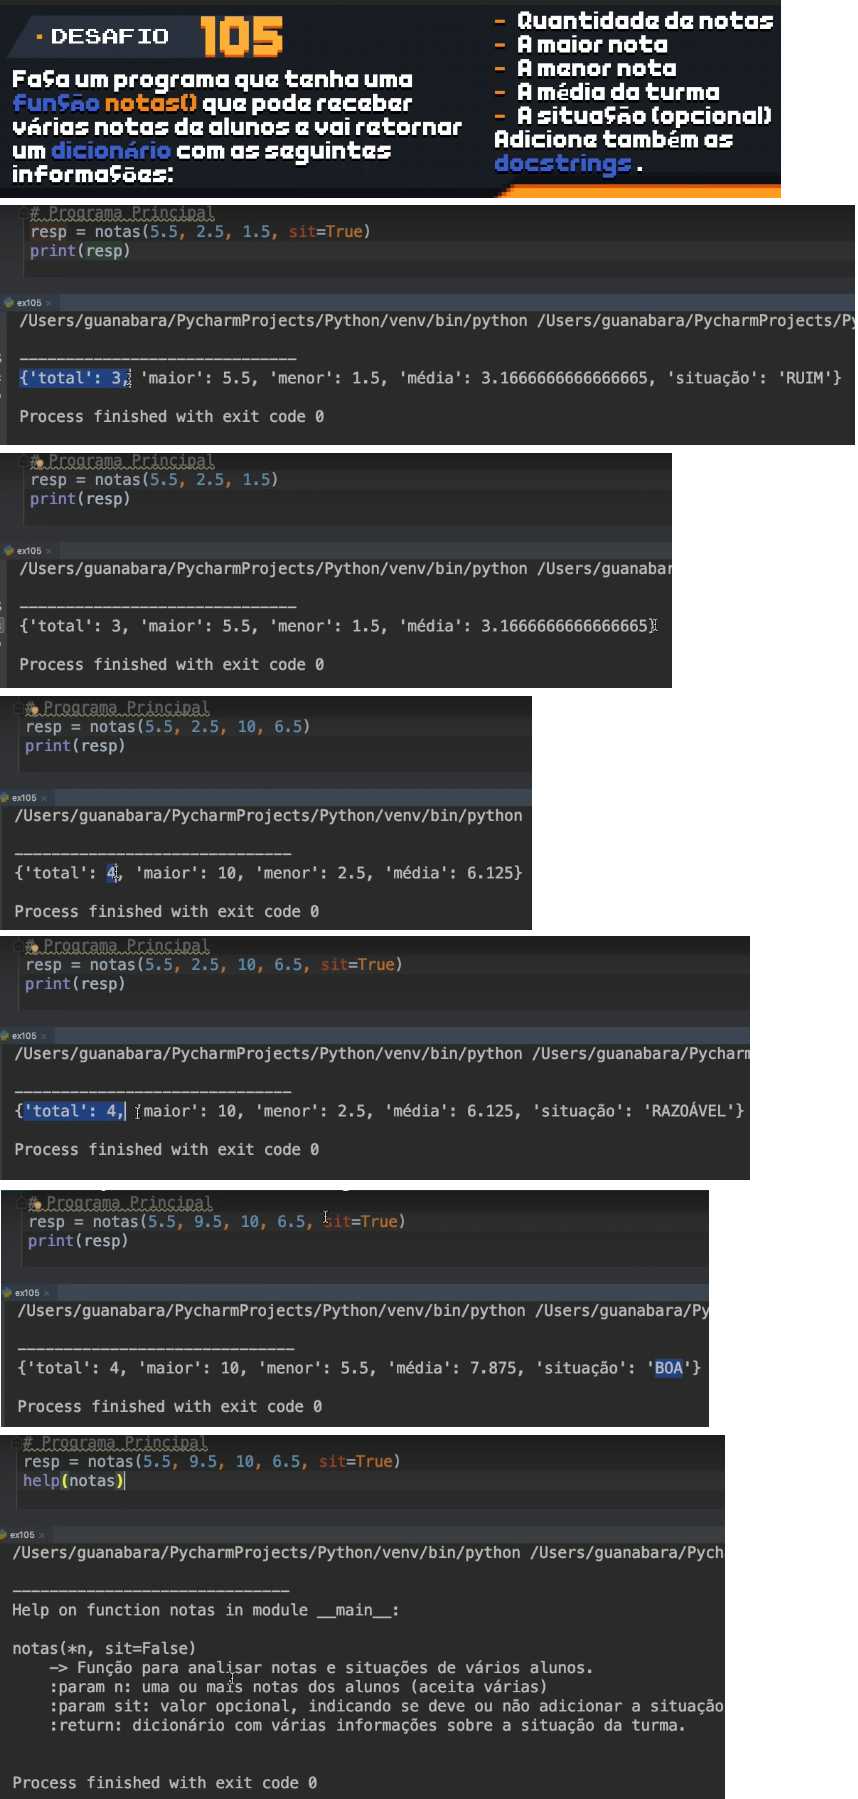 DESAFIO 105
Faça um programa que tenha uma
função notas() que pode receber
várias notas de alunos e vai retornar
um dicionário com as seguintes
informações:
- Quantidade de notas
- A maior nota
- A menor nota
- A média da turma
- A situação (opcional)
Adicione também as
docstrings.
# Programa Principal
resp = notas(5.5, 2.5, 1.5, sit=True)
print(resp)
ex105 ×
/Users/guanabara/PycharmProjects/Python/venv/bin/python /Users/guanabara/PycharmProjects/Py
------------------------------
{'total': 3, 'maior': 5.5, 'menor': 1.5, 'média': 3.1666666666666665, 'situação': 'RUIM'}
Process finished with exit code 0
# Programa Principal
resp = notas(5.5, 2.5, 1.5)
print(resp)
ex105 ×
/Users/guanabara/PycharmProjects/Python/venv/bin/python /Users/guanabar
------------------------------
{'total': 3, 'maior': 5.5, 'menor': 1.5, 'média': 3.1666666666666665}
Process finished with exit code 0
# Programa Principal
resp = notas(5.5, 2.5, 10, 6.5)
print(resp)
ex105 ×
/Users/guanabara/PycharmProjects/Python/venv/bin/python
------------------------------
{'total': 4, 'maior': 10, 'menor': 2.5, 'média': 6.125}
Process finished with exit code 0
# Programa Principal
resp = notas(5.5, 2.5, 10, 6.5, sit=True)
print(resp)
ex105 ×
/Users/guanabara/PycharmProjects/Python/venv/bin/python /Users/guanabara/Pycharm
------------------------------
{'total': 4, 'maior': 10, 'menor': 2.5, 'média': 6.125, 'situação': 'RAZOÁVEL'}
Process finished with exit code 0
# Programa Principal
resp = notas(5.5, 9.5, 10, 6.5, sit=True)
print(resp)
ex105 ×
/Users/guanabara/PycharmProjects/Python/venv/bin/python /Users/guanabara/Py
------------------------------
{'total': 4, 'maior': 10, 'menor': 5.5, 'média': 7.875, 'situação': 'BOA'}
Process finished with exit code 0
# Programa Principal
resp = notas(5.5, 9.5, 10, 6.5, sit=True)
help(notas)
ex105 ×
/Users/guanabara/PycharmProjects/Python/venv/bin/python /Users/guanabara/Pych
------------------------------
Help on function notas in module __main__:
notas(*n, sit=False)
-> Função para analisar notas e situações de vários alunos.
:param n: uma ou mais notas dos alunos (aceita várias)
:param sit: valor opcional, indicando se deve ou não adicionar a situação
:return: dicionário com várias informações sobre a situação da turma.
Process finished with exit code 0